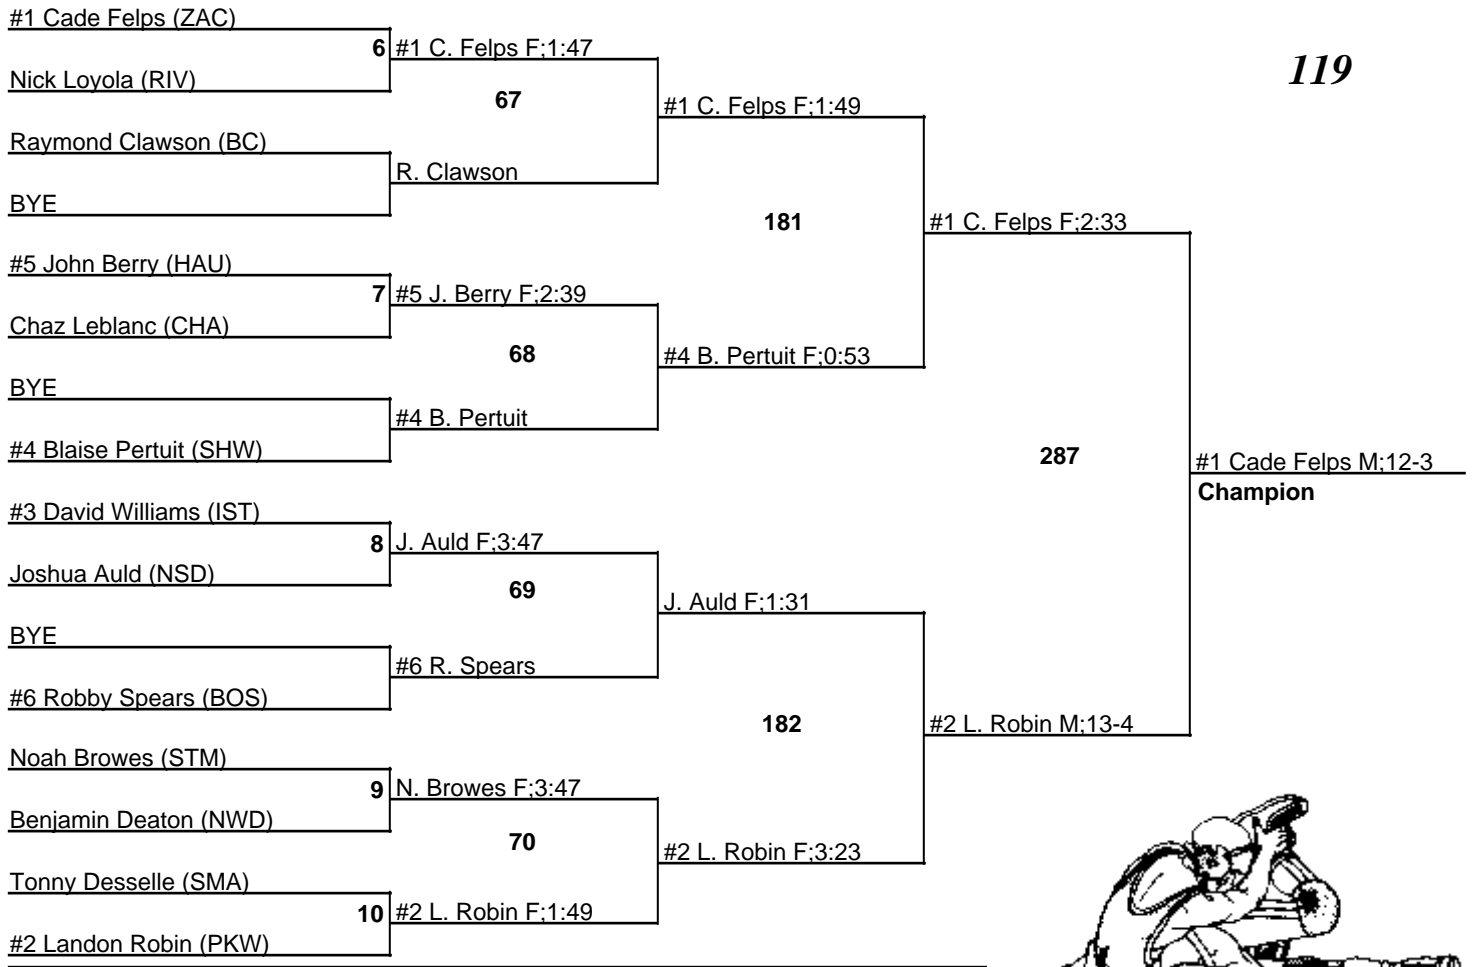 #1 Cade Felps (ZAC)
6 #1 C. Felps F;1:47
119
Nick Loyola (RIV)
67
#1 C. Felps F;1:49
Raymond Clawson (BC)
R. Clawson
BYE
181
#1 C. Felps F;2:33
#5 John Berry (HAU)
7 #5 J. Berry F;2:39
Chaz Leblanc (CHA)
68
#4 B. Pertuit F;0:53
BYE
#4 B. Pertuit
#4 Blaise Pertuit (SHW)
287
#1 Cade Felps M;12-3
Champion
#3 David Williams (IST)
8 J. Auld F;3:47
Joshua Auld (NSD)
69
J. Auld F;1:31
BYE
#6 R. Spears
#6 Robby Spears (BOS)
182
#2 L. Robin M;13-4
Noah Browes (STM)
9 N. Browes F;3:47
Benjamin Deaton (NWD)
70
#2 L. Robin F;3:23
Tonny Desselle (SMA)
10 #2 L. Robin F;1:49
#2 Landon Robin (PKW)